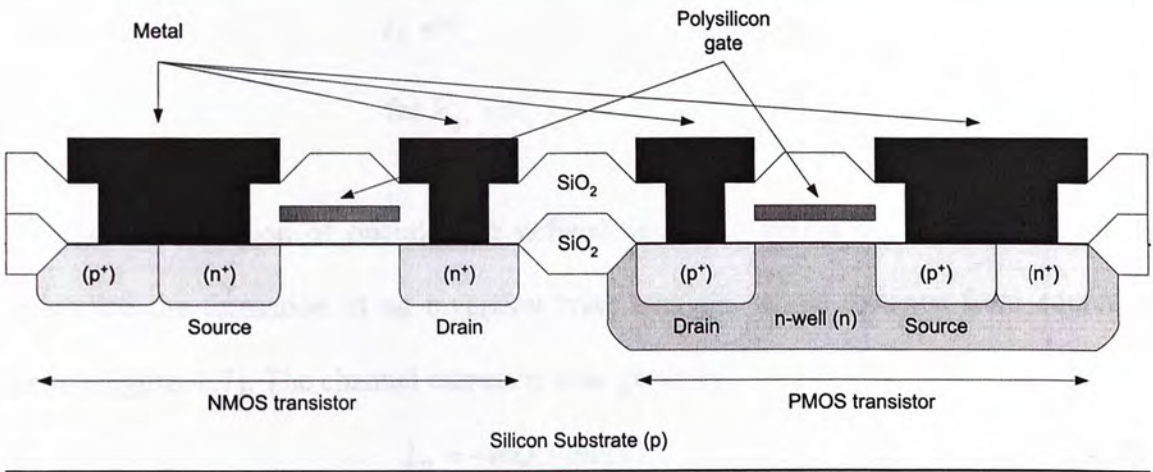 Metal
Polysilicon
gate
SiO₂
SiO₂
(p⁺) (n⁺) (n⁺) (p⁺) (p⁺) (n⁺)
Source Drain Drain n-well (n) Source
NMOS transistor PMOS transistor
Silicon Substrate (p)